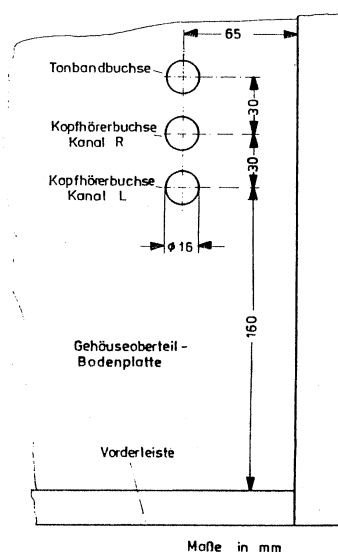 65
Tonbandbuchse
30
Kopfhörerbuchse
Kanal R
30
Kopfhörerbuchse
Kanal L
ϕ 16
160
Gehäuseoberteil -
Bodenplatte
Vorderleiste
Maße in mm